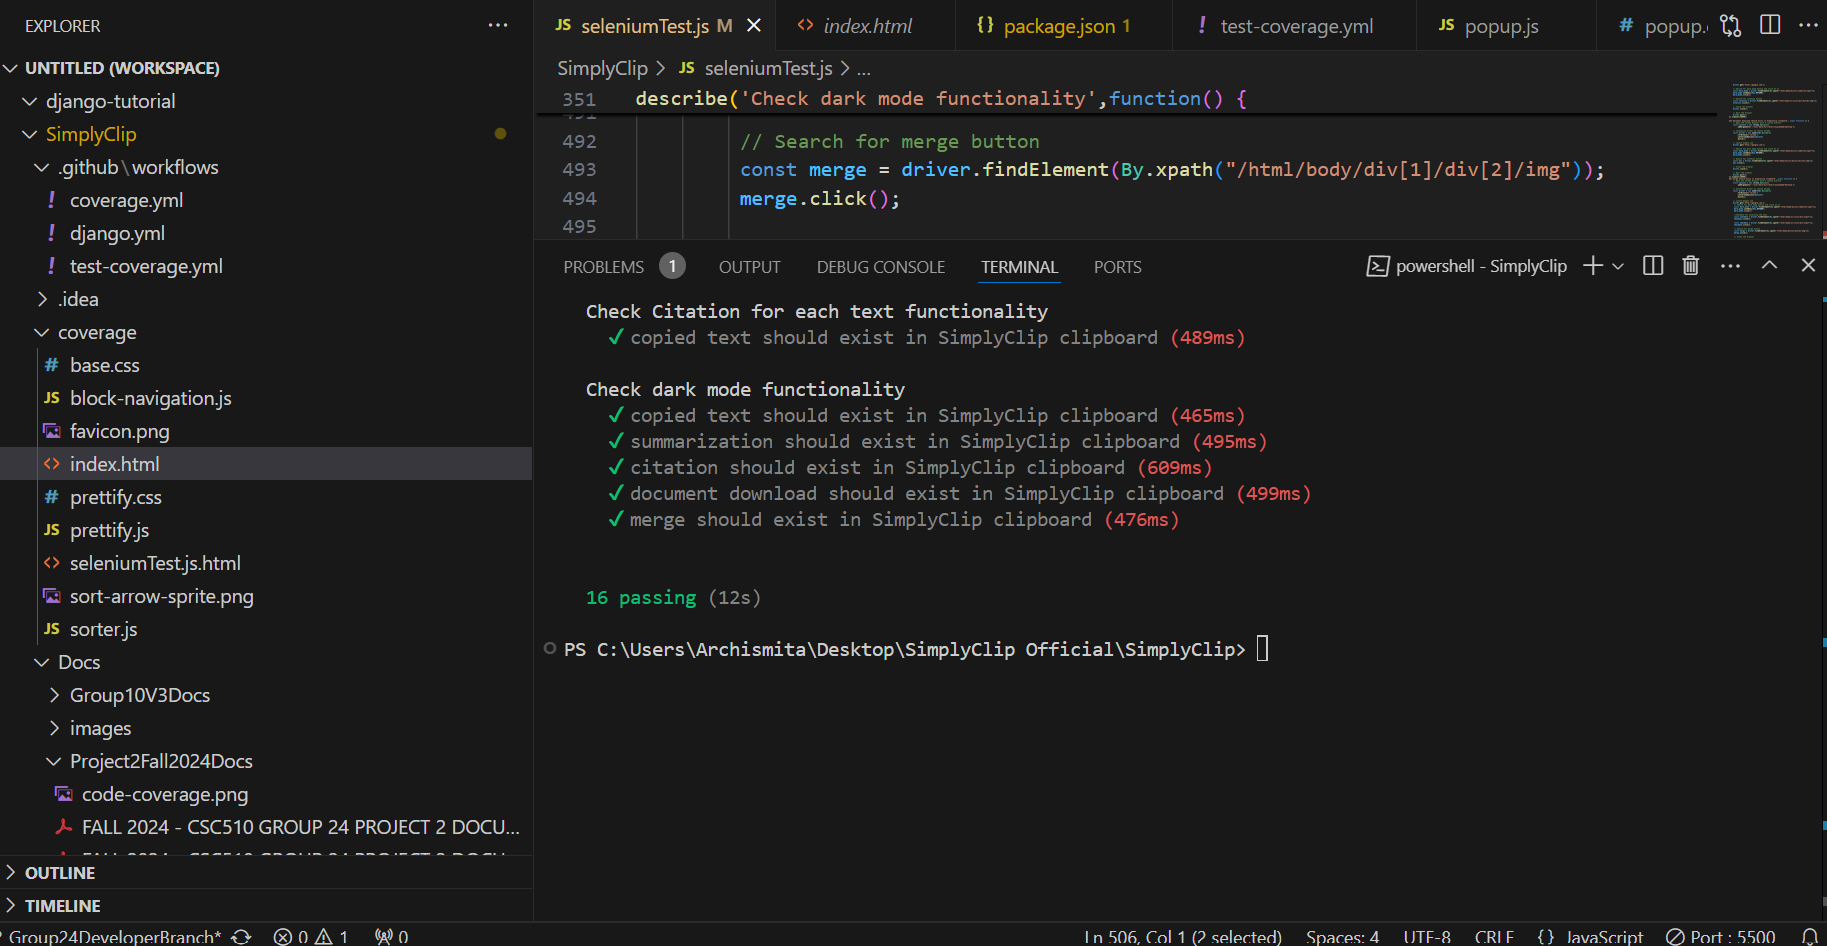 EXPLORER
UNTITLED (WORKSPACE)
django-tutorial
SimplyClip
.github\workflows
! coverage.yml
! django.yml
! test-coverage.yml
.idea
coverage
# base.css
JS block-navigation.js
favicon.png
<> index.html
# prettify.css
JS prettify.js
<> seleniumTest.js.html
sort-arrow-sprite.png
JS sorter.js
Docs
Group10V3Docs
images
Project2Fall2024Docs
code-coverage.png
FALL 2024 - CSC510 GROUP 24 PROJECT 2 DOCU...
OUTLINE
TIMELINE
JS seleniumTest.js M
<> index.html
{} package.json 1
! test-coverage.yml
JS popup.js
# popup.
SimplyClip > JS seleniumTest.js > ...
351 describe('Check dark mode functionality',function() {
492 // Search for merge button
493 const merge = driver.findElement(By.xpath("/html/body/div[1]/div[2]/img"));
494 merge.click();
495
PROBLEMS 1 OUTPUT DEBUG CONSOLE TERMINAL PORTS
powershell - SimplyClip
Check Citation for each text functionality
✓ copied text should exist in SimplyClip clipboard (489ms)
Check dark mode functionality
✓ copied text should exist in SimplyClip clipboard (465ms)
✓ summarization should exist in SimplyClip clipboard (495ms)
✓ citation should exist in SimplyClip clipboard (609ms)
✓ document download should exist in SimplyClip clipboard (499ms)
✓ merge should exist in SimplyClip clipboard (476ms)
16 passing (12s)
PS C:\Users\Archismita\Desktop\SimplyClip Official\SimplyClip>
Group24DeveloperBranch* 0 1 0
Ln 506, Col 1 (2 selected) Spaces: 4 UTF-8 CRLF {} JavaScript Port : 5500